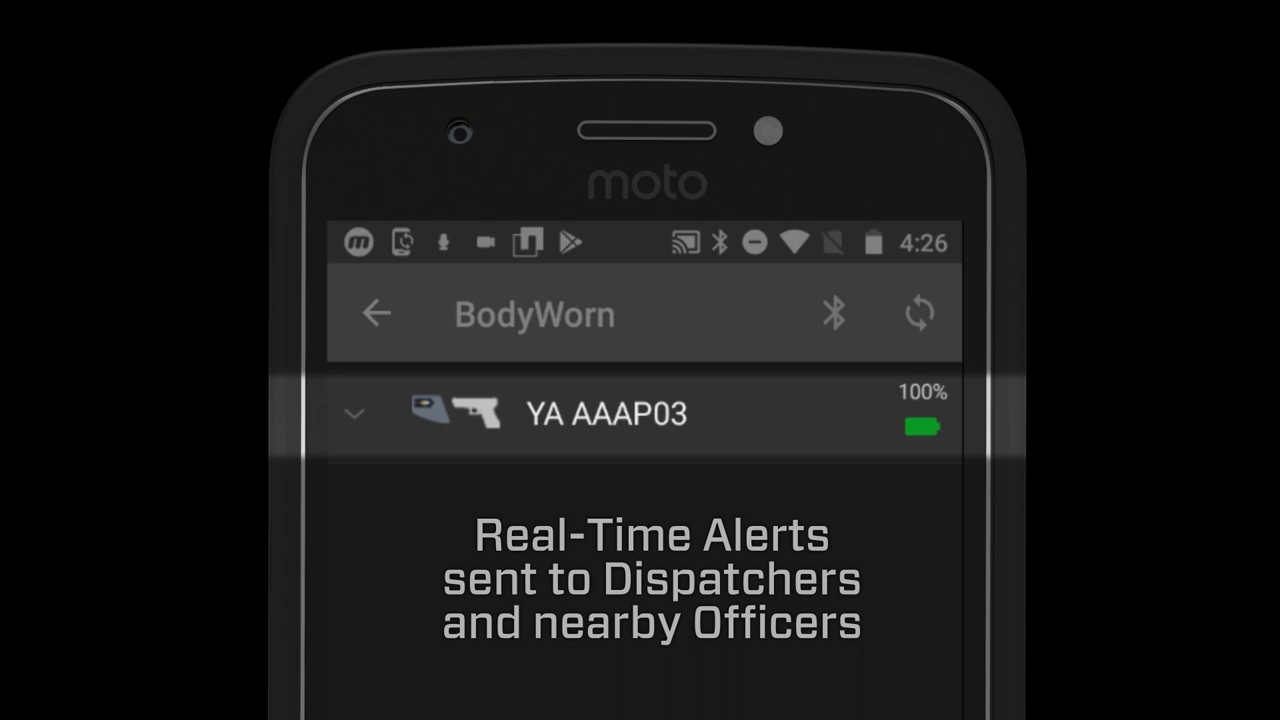 moto
4:26
BodyWorn
100%
YA AAAP03
Real-Time Alerts
sent to Dispatchers
and nearby Officers